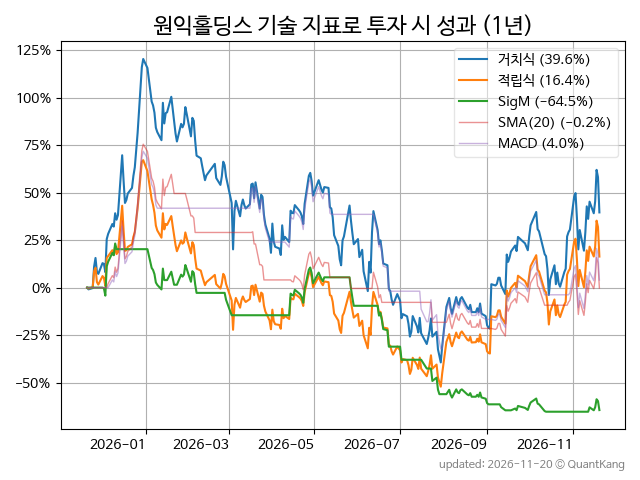 원익홀딩스 기술 지표로 투자 시 성과 (1년)
125%
100%
75%
50%
25%
0%
−25%
−50%
거치식 (39.6%)
적립식 (16.4%)
SigM (−64.5%)
SMA(20) (−0.2%)
MACD (4.0%)
2026-01
2026-03
2026-05
2026-07
2026-09
2026-11
updated: 2026-11-20 © QuantKang